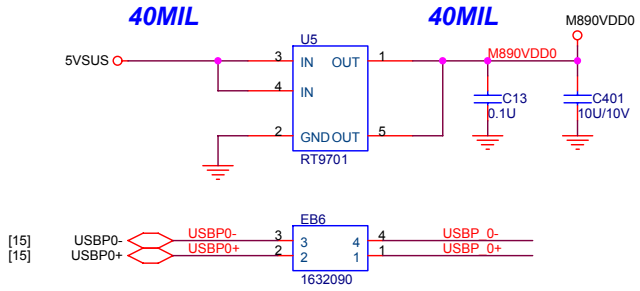 40MIL 40MIL
M890VDD0
U5
5VSUS 3 IN OUT 1 M890VDD0
4 IN
C13 C401
0.1U 10U/10V
2 GND OUT 5
RT9701
EB6
[15] USBP0- USBP0- 3 3 4 4 USBP_0-
[15] USBP0+ USBP0+ 2 2 1 1 USBP_0+
1632090